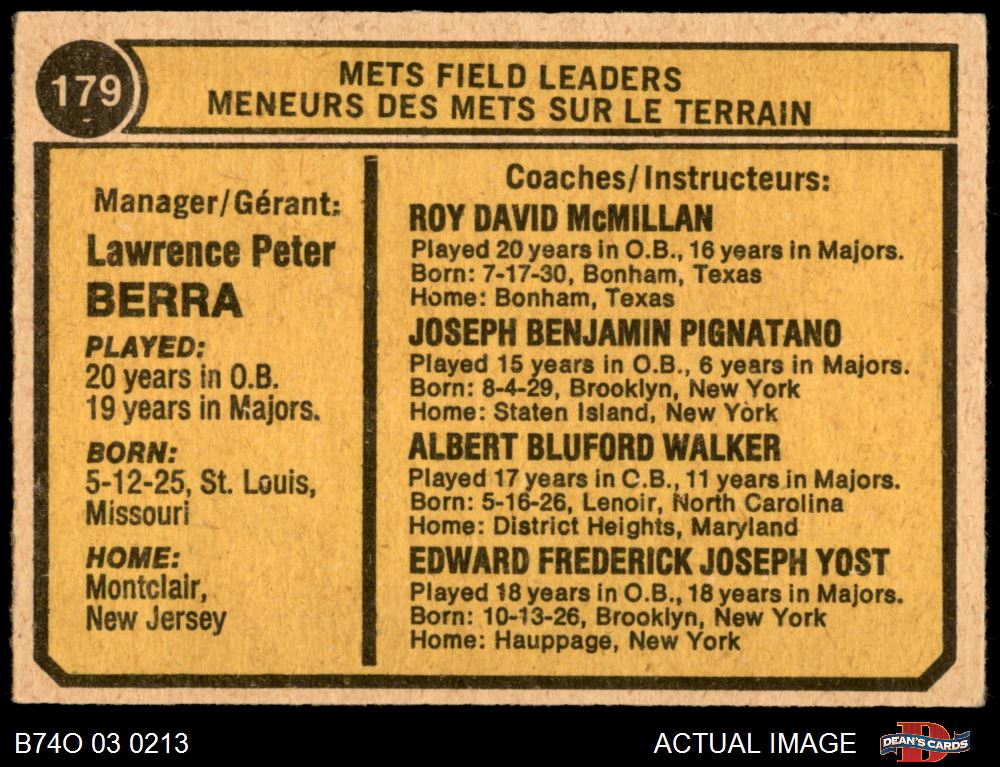 179
METS FIELD LEADERS
MENEURS DES METS SUR LE TERRAIN
Manager/Gérant:
Lawrence Peter
BERRA
PLAYED:
20 years in O.B.
19 years in Majors.
BORN:
5-12-25, St. Louis,
Missouri
HOME:
Montclair,
New Jersey
Coaches/Instructeurs:
ROY DAVID McMILLAN
Played 20 years in O.B., 16 years in Majors.
Born: 7-17-30, Bonham, Texas
Home: Bonham, Texas
JOSEPH BENJAMIN PIGNATANO
Played 15 years in O.B., 6 years in Majors.
Born: 8-4-29, Brooklyn, New York
Home: Staten Island, New York
ALBERT BLUFORD WALKER
Played 17 years in O.B., 11 years in Majors.
Born: 5-16-26, Lenoir, North Carolina
Home: District Heights, Maryland
EDWARD FREDERICK JOSEPH YOST
Played 18 years in O.B., 18 years in Majors.
Born: 10-13-26, Brooklyn, New York
Home: Hauppage, New York
B74O 03 0213
ACTUAL IMAGE
DEAN'S CARDS